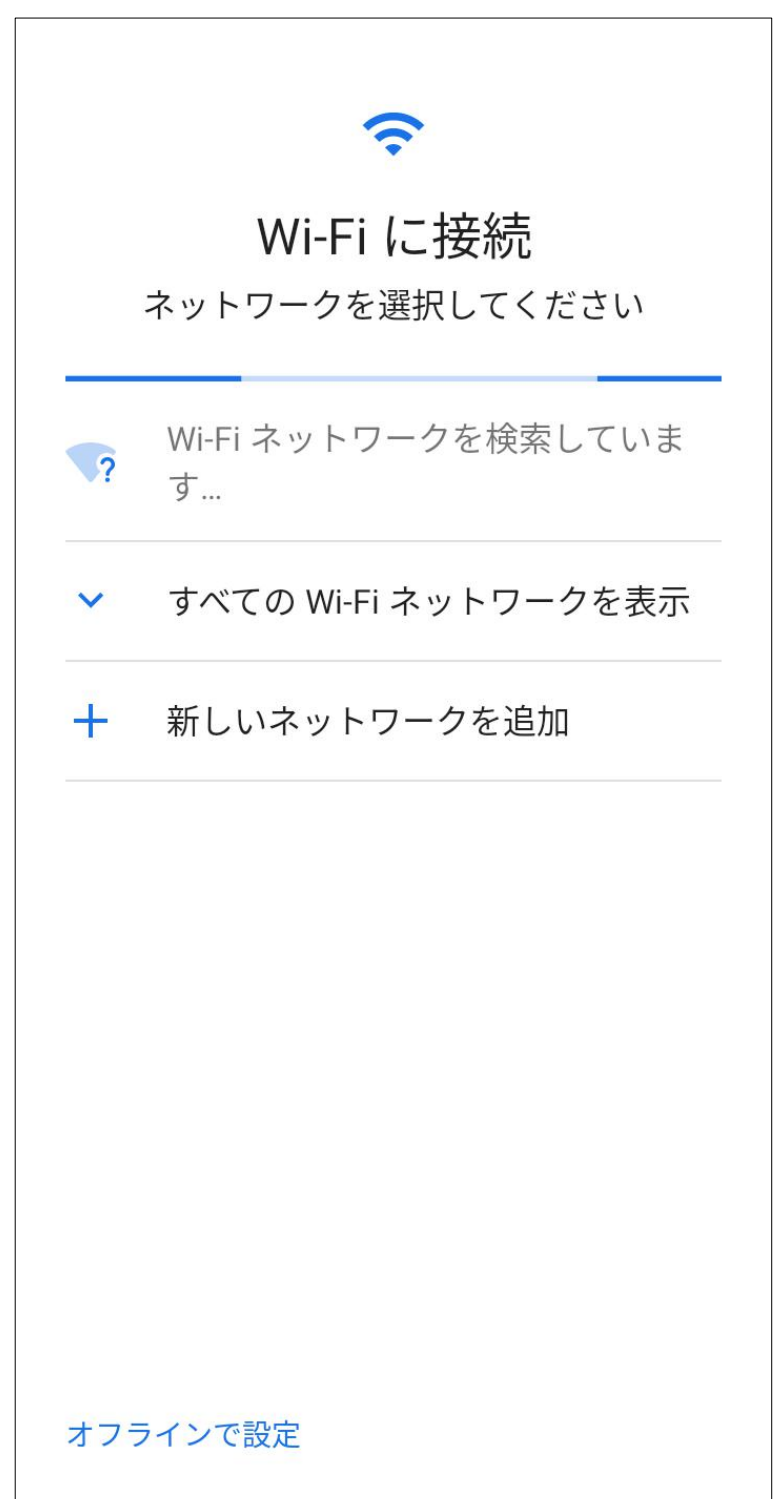 Wi-Fi に接続
ネットワークを選択してください
Wi-Fi ネットワークを検索していま
す...
すべての Wi-Fi ネットワークを表示
新しいネットワークを追加
オフラインで設定